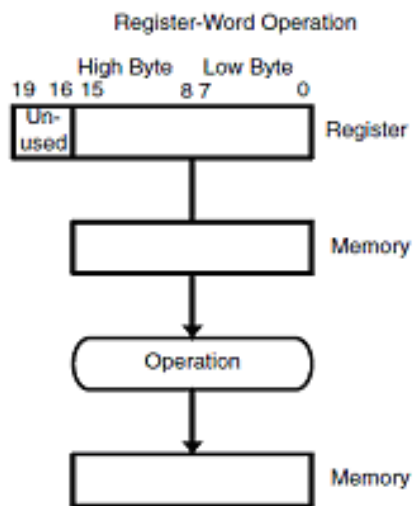 Register-Word Operation
High Byte Low Byte
19 16 15 8 7 0
Un-
used
Register
Memory
Operation
Memory